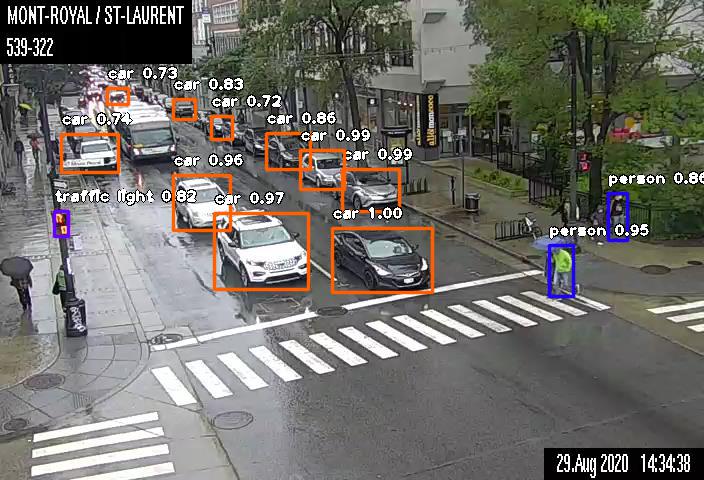 MONT-ROYAL / ST-LAURENT
539-322
car 0.73
car 0.83
car 0.72
car 0.74
car 0.86
car 0.99
car 0.99
car 0.96
traffic light 0.82
car 0.97
car 1.00
person 0.86
person 0.95
29.Aug 2020 14:34:38